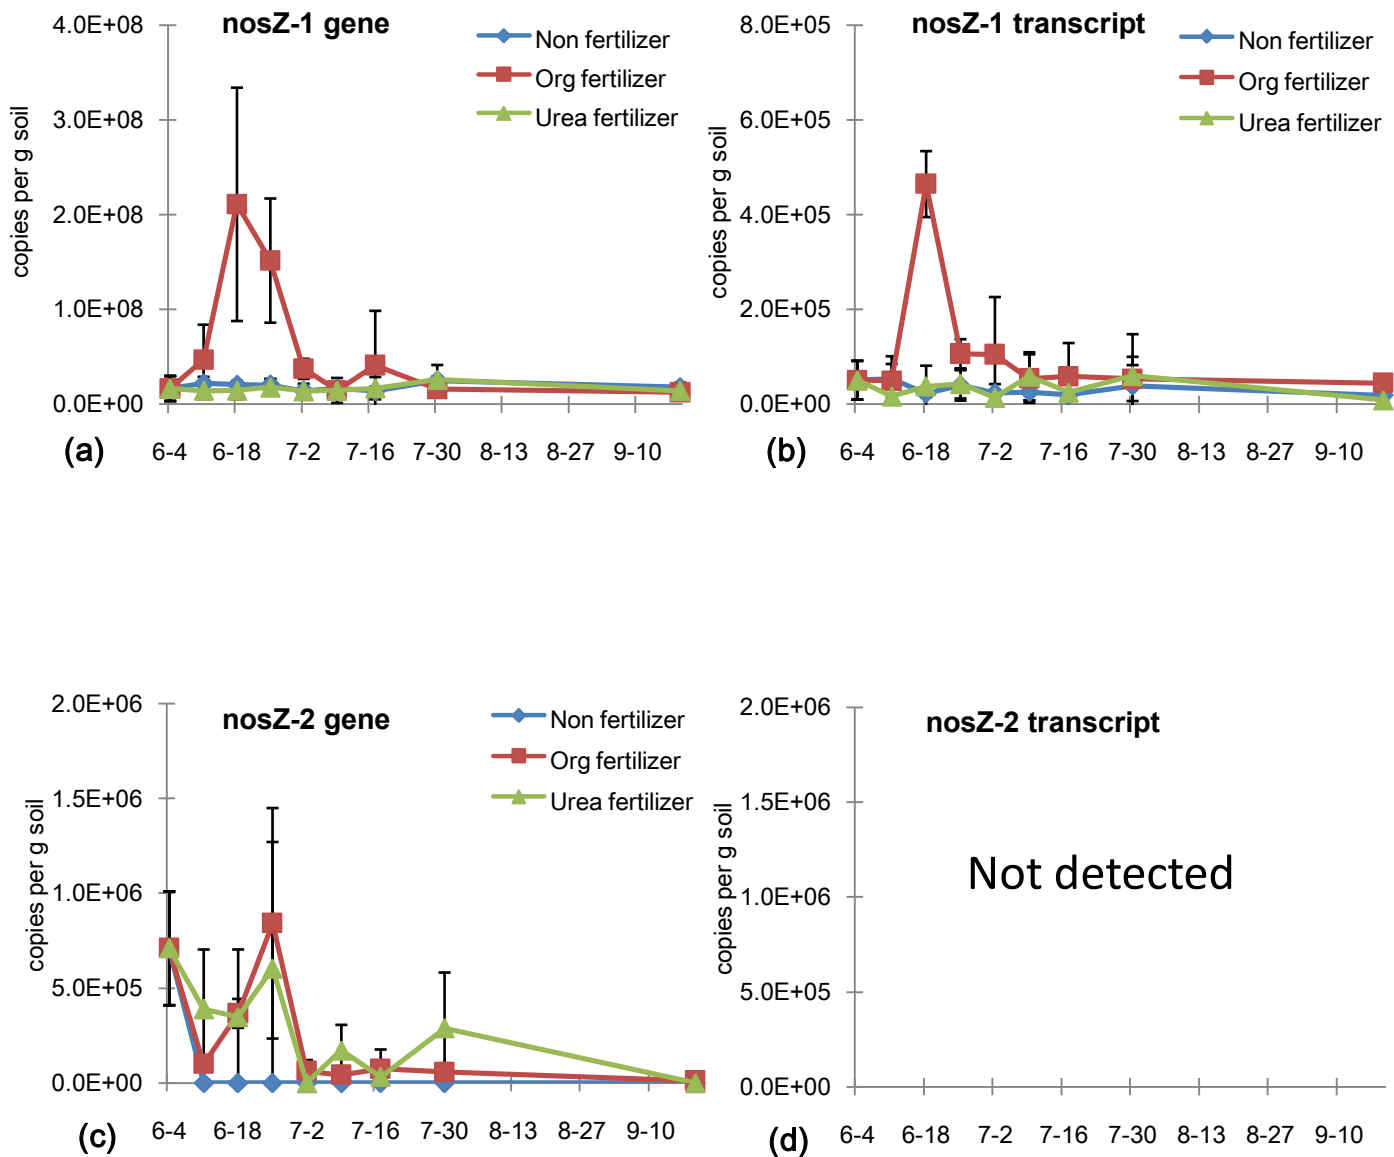 nosZ-1 gene
4.0E+08
3.0E+08
2.0E+08
1.0E+08
0.0E+00
copies per g soil
Non fertilizer
Org fertilizer
Urea fertilizer
(a) 6-4 6-18 7-2 7-16 7-30 8-13 8-27 9-10
nosZ-1 transcript
8.0E+05
6.0E+05
4.0E+05
2.0E+05
0.0E+00
copies per g soil
Non fertilizer
Org fertilizer
Urea fertilizer
(b) 6-4 6-18 7-2 7-16 7-30 8-13 8-27 9-10
nosZ-2 gene
2.0E+06
1.5E+06
1.0E+06
5.0E+05
0.0E+00
copies per g soil
Non fertilizer
Org fertilizer
Urea fertilizer
(c) 6-4 6-18 7-2 7-16 7-30 8-13 8-27 9-10
nosZ-2 transcript
2.0E+06
1.5E+06
1.0E+06
5.0E+05
0.0E+00
copies per g soil
Not detected
(d) 6-4 6-18 7-2 7-16 7-30 8-13 8-27 9-10